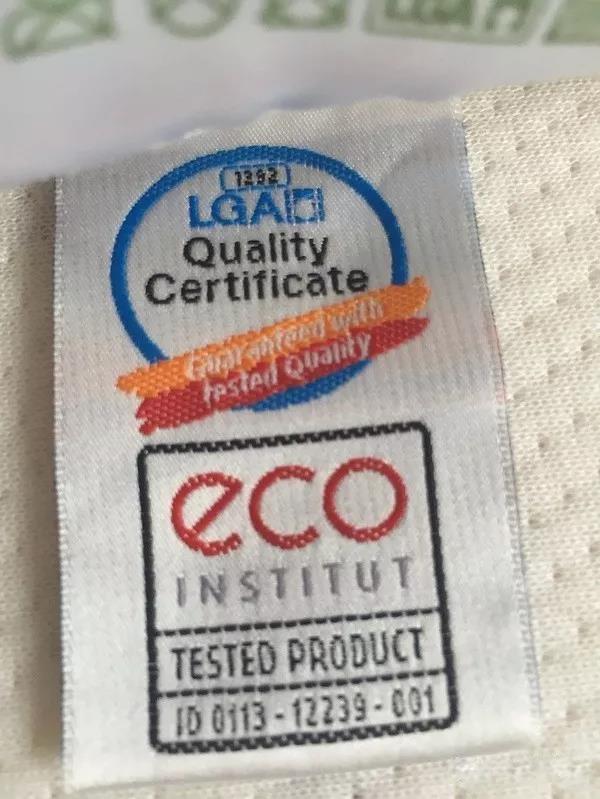 1292
LGA
Quality
Certificate
Guaranteed with
tested Quality
eco
INSTITUT
TESTED PRODUCT
ID 0113 - 12239 - 001